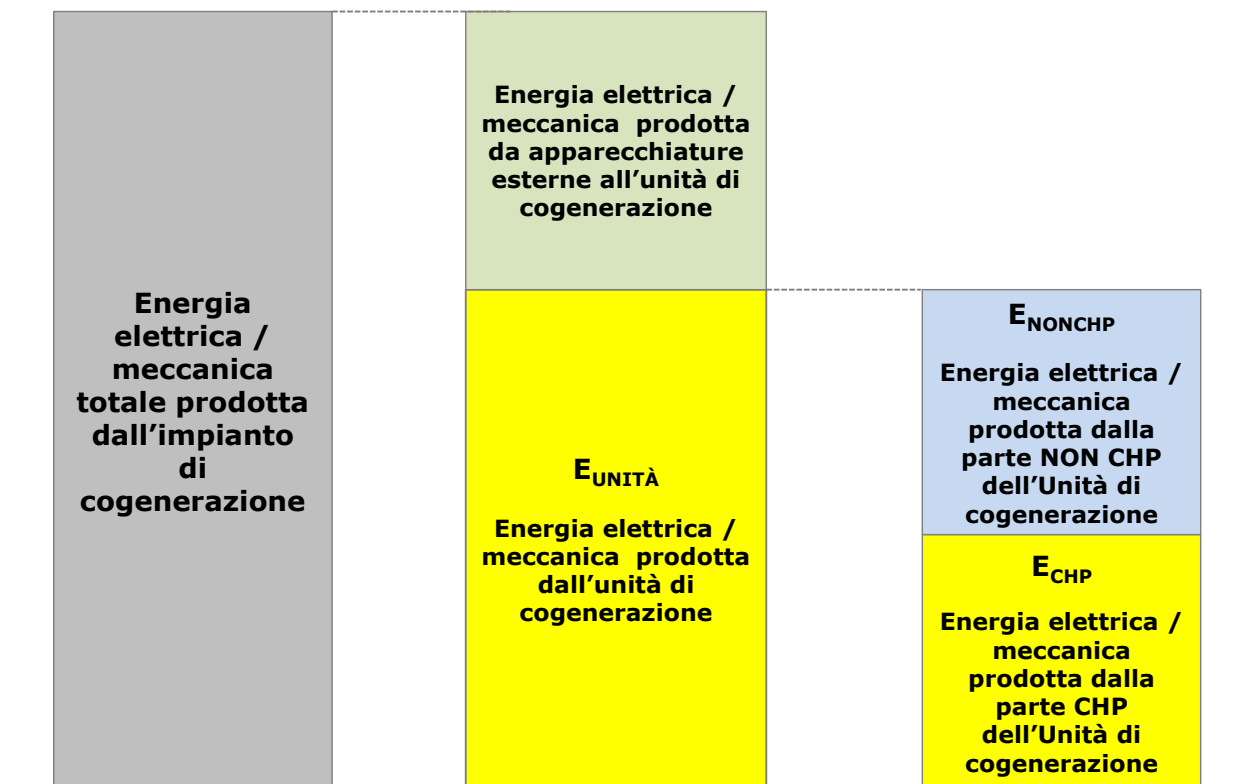 Energia
elettrica /
meccanica
totale prodotta
dall’impianto
di
cogenerazione
Energia elettrica /
meccanica prodotta
da apparecchiature
esterne all’unità di
cogenerazione
EUNITÀ
Energia elettrica /
meccanica prodotta
dall’unità di
cogenerazione
ENONCHP
Energia elettrica /
meccanica
prodotta dalla
parte NON CHP
dell’Unità di
cogenerazione
ECHP
Energia elettrica /
meccanica
prodotta dalla
parte CHP
dell’Unità di
cogenerazione